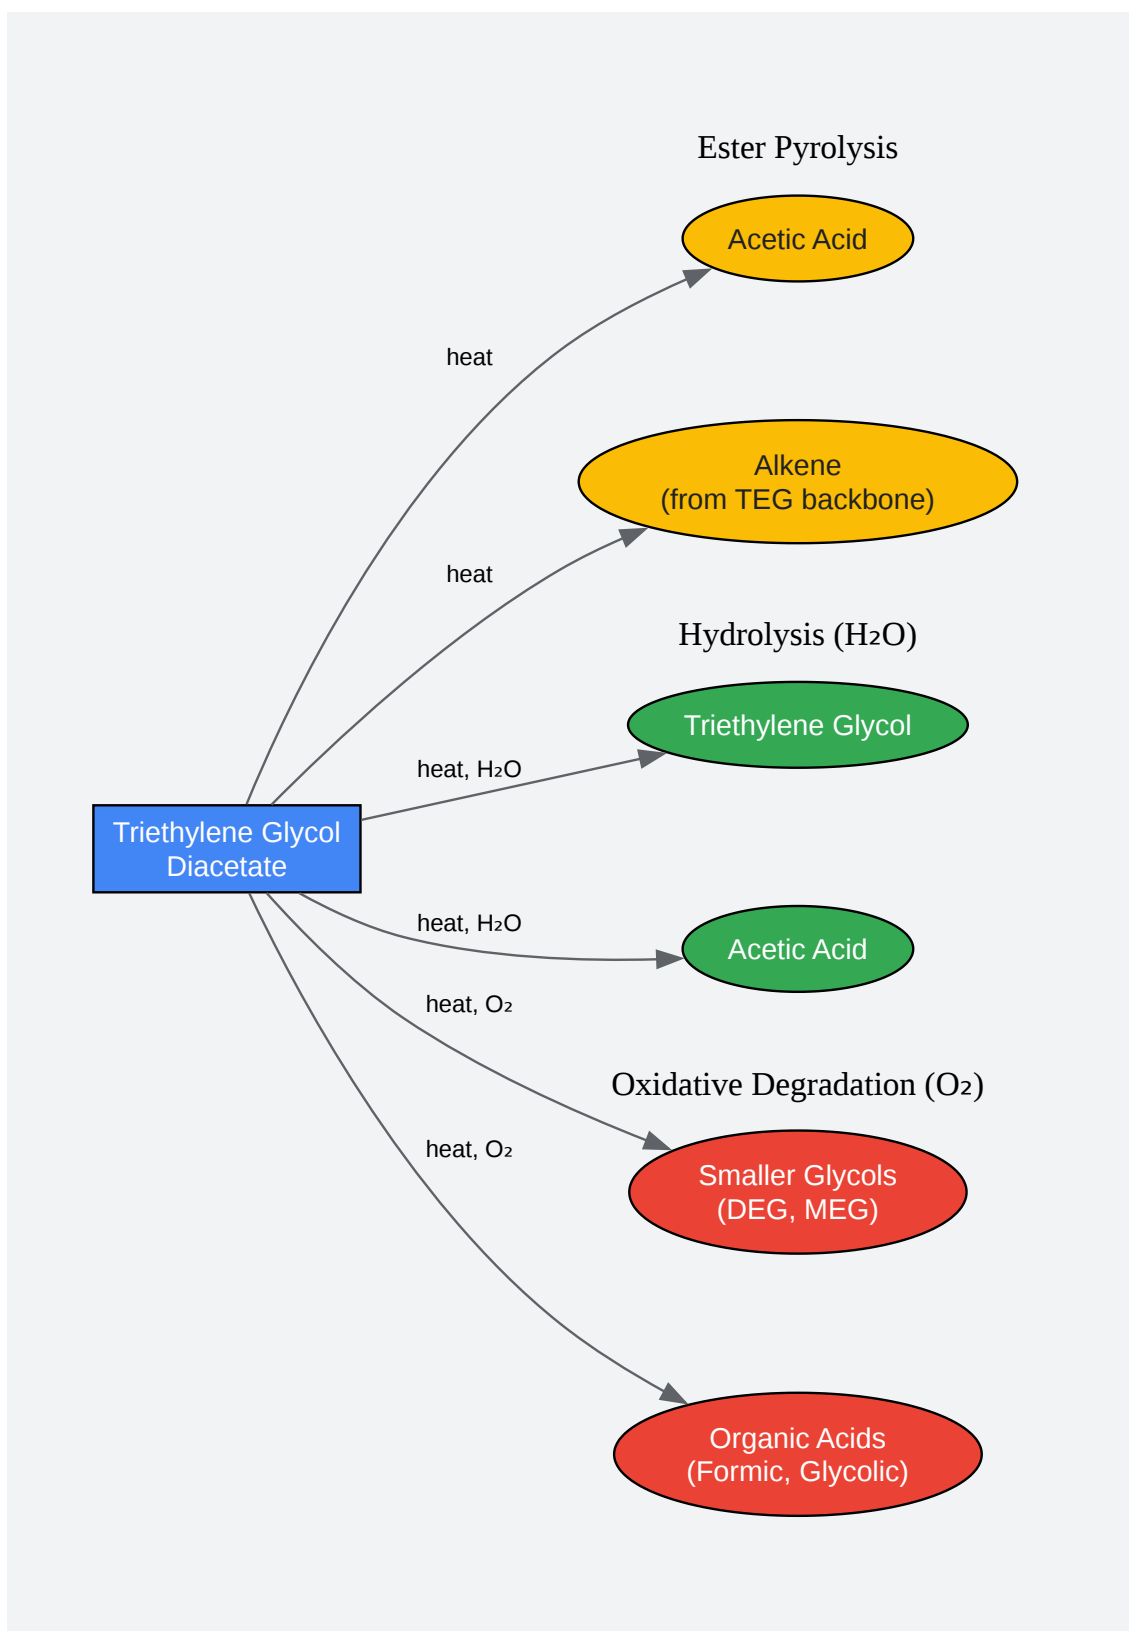 Ester Pyrolysis
Acetic Acid
heat
Alkene
(from TEG backbone)
heat
Hydrolysis (H₂O)
Triethylene Glycol
heat, H₂O
Triethylene Glycol
Diacetate
heat, H₂O
Acetic Acid
heat, O₂
Oxidative Degradation (O₂)
heat, O₂
Smaller Glycols
(DEG, MEG)
Organic Acids
(Formic, Glycolic)